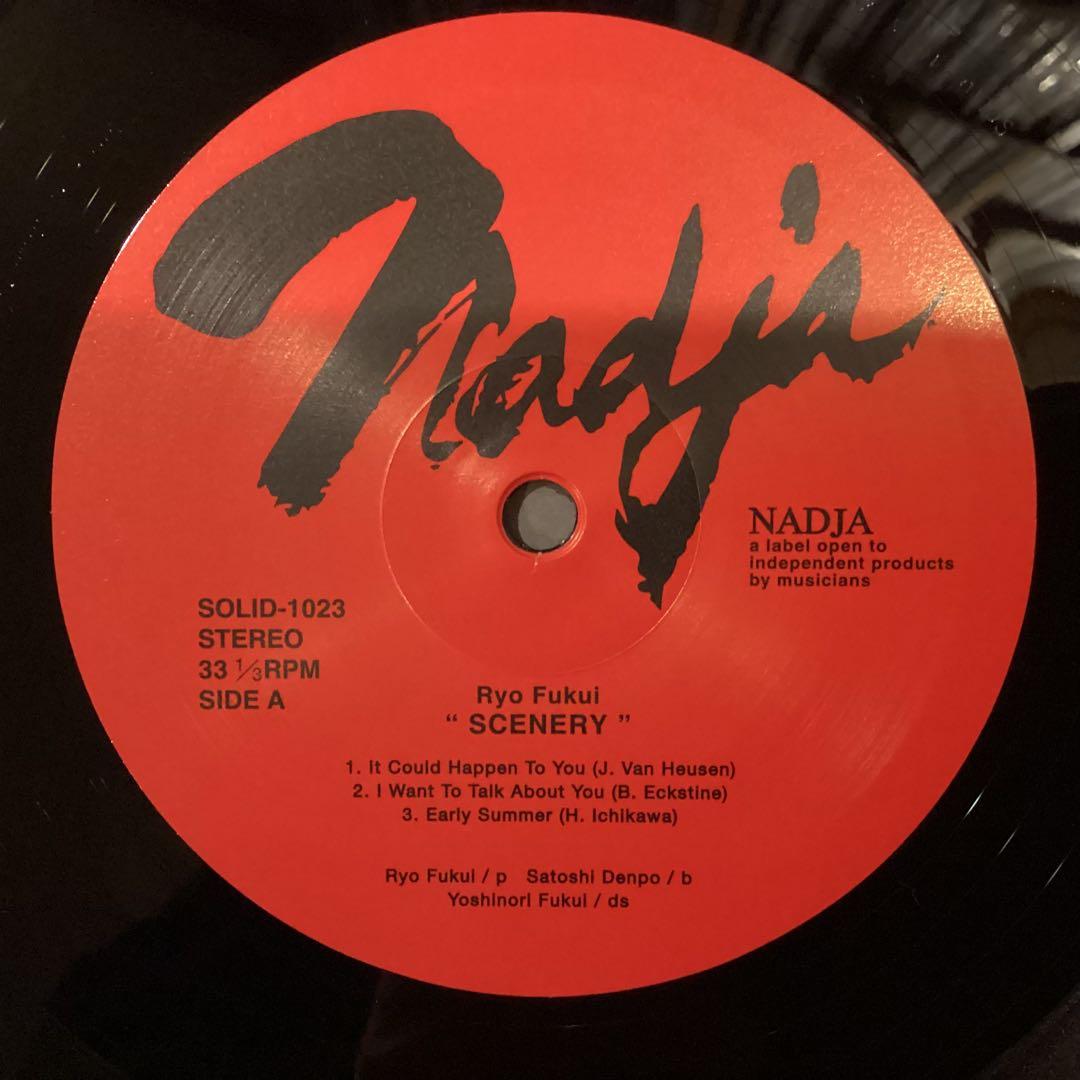 Nadja
NADJA
a label open to
independent products
by musicians
SOLID-1023
STEREO
33 1/3RPM
SIDE A
Ryo Fukui
“ SCENERY ”
1. It Could Happen To You (J. Van Heusen)
2. I Want To Talk About You (B. Eckstine)
3. Early Summer (H. Ichikawa)
Ryo Fukui / p   Satoshi Denpo / b
Yoshinori Fukui / ds